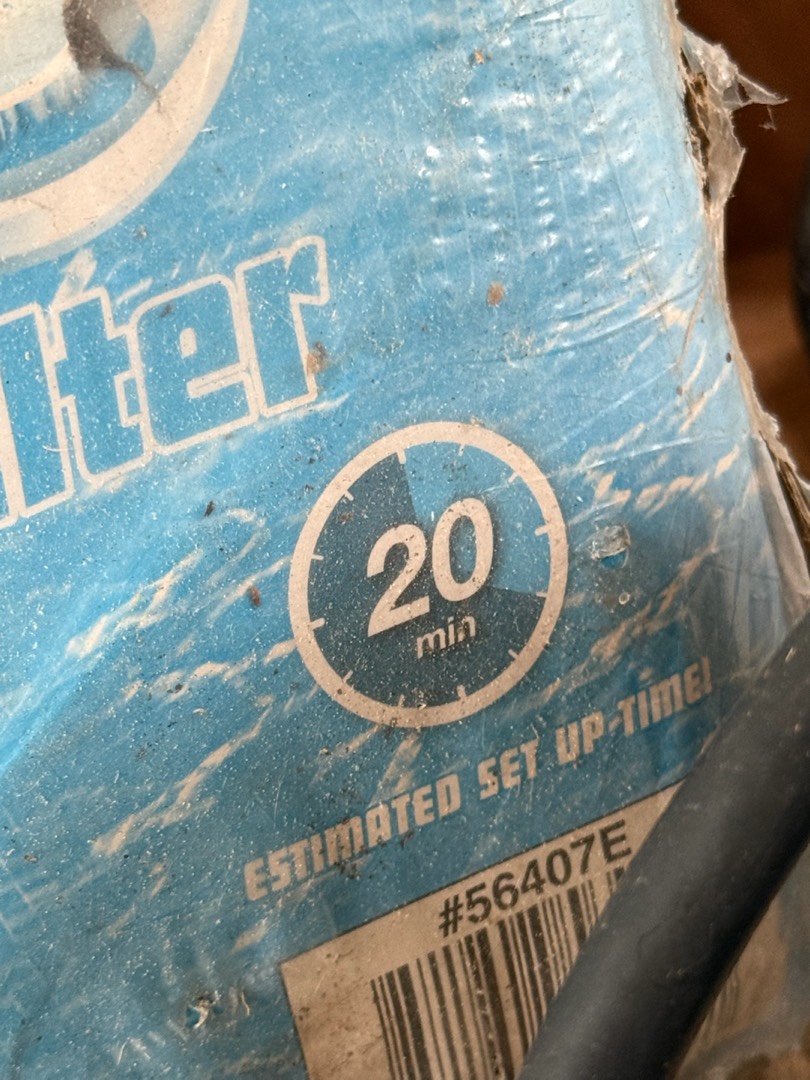 lter
20
min
ESTIMATED SET UP-TIME!
#56407E